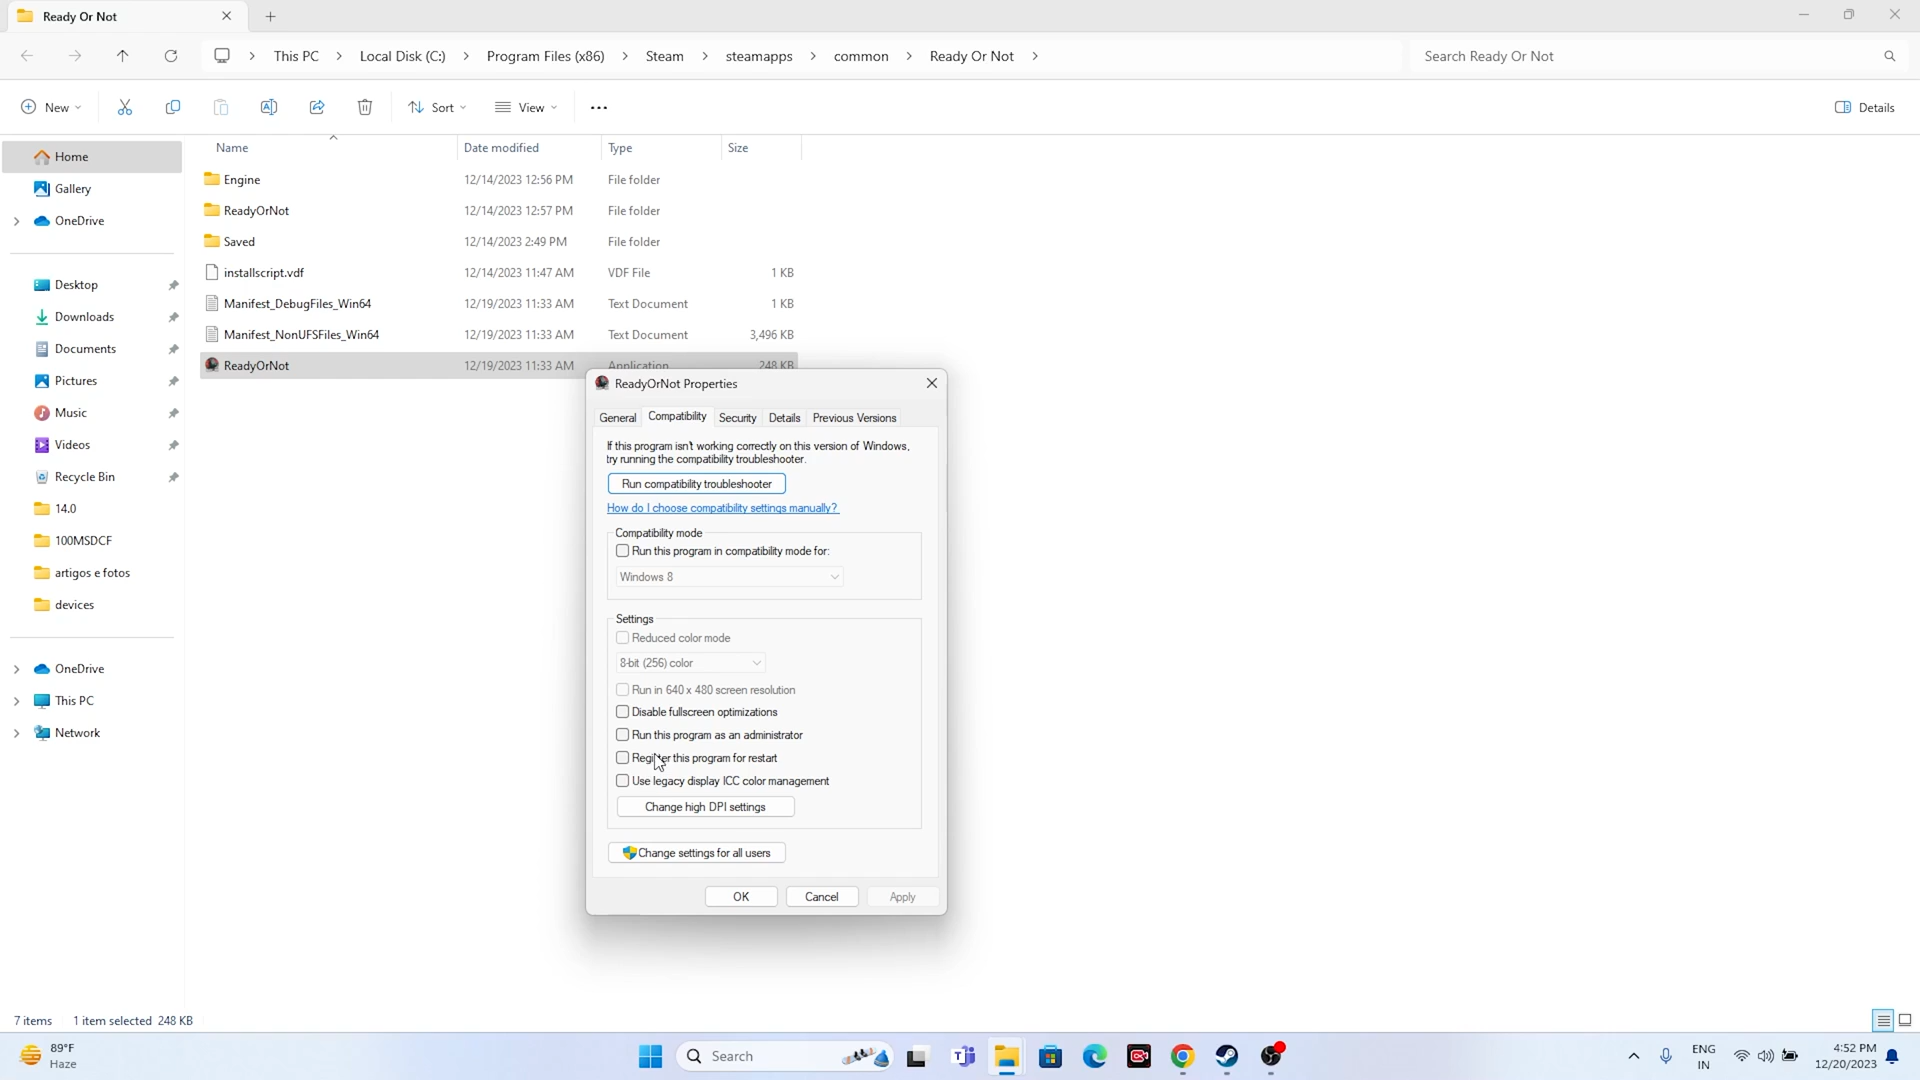 Ready Or Not
This PC
Local Disk (C:)
Program Files (x86)
Steam
steamapps
common
Ready Or Not
Search Ready Or Not
New
Sort
View
Details
Name
Date modified
Type
Size
Home
Gallery
OneDrive
Desktop
Downloads
Documents
Pictures
Music
Videos
Recycle Bin
14.0
100MSDCF
artigos e fotos
devices
OneDrive
This PC
Network
Engine 12/14/2023 12:56 PM File folder
ReadyOrNot 12/14/2023 12:57 PM File folder
Saved 12/14/2023 2:49 PM File folder
installscript.vdf 12/14/2023 11:47 AM VDF File 1 KB
Manifest_DebugFiles_Win64 12/19/2023 11:33 AM Text Document 1 KB
Manifest_NonUFSFiles_Win64 12/19/2023 11:33 AM Text Document 3,496 KB
ReadyOrNot 12/19/2023 11:33 AM Application 248 KB
ReadyOrNot Properties
General
Compatibility
Security
Details
Previous Versions
If this program isn't working correctly on this version of Windows,
try running the compatibility troubleshooter.
Run compatibility troubleshooter
How do I choose compatibility settings manually?
Compatibility mode
Run this program in compatibility mode for:
Windows 8
Settings
Reduced color mode
8-bit (256) color
Run in 640 x 480 screen resolution
Disable fullscreen optimizations
Run this program as an administrator
Register this program for restart
Use legacy display ICC color management
Change high DPI settings
Change settings for all users
OK
Cancel
Apply
7 items
1 item selected 248 KB
89°F
Haze
Search
ENG
IN
4:52 PM
12/20/2023